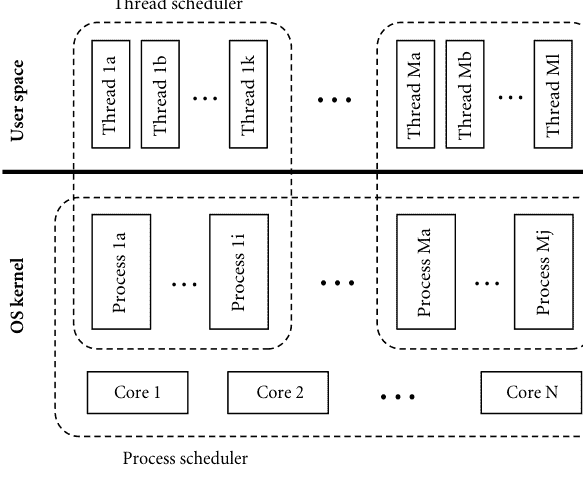 Thread scheduler
User space
Thread 1a
Thread 1b
...
Thread 1k
...
Thread Ma
Thread Mb
...
Thread Ml
OS kernel
Process 1a
...
Process 1i
...
Process Ma
...
Process Mj
Core 1
Core 2
...
Core N
Process scheduler